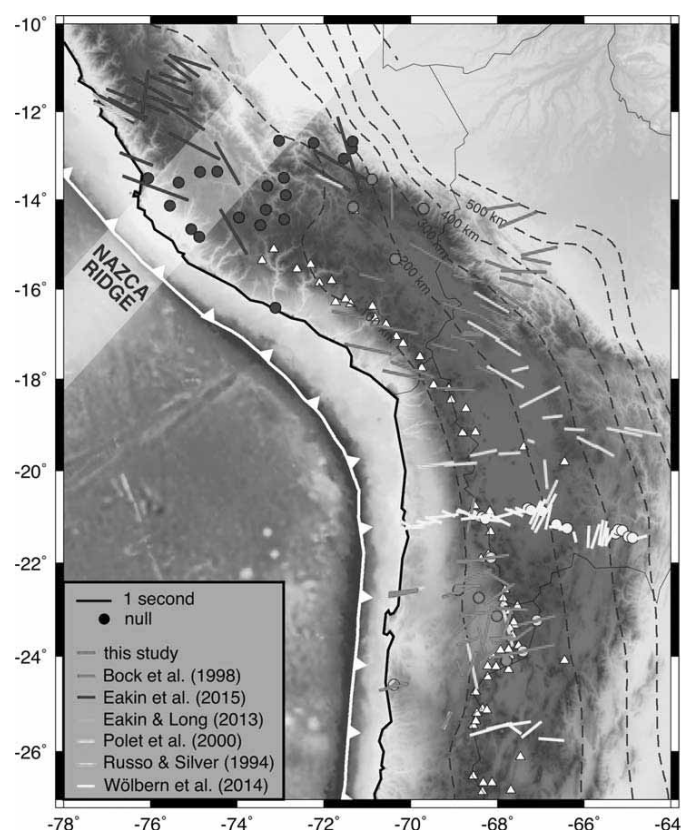 -10°
-12°
-14°
-16°
-18°
-20°
-22°
-24°
-26°
500 km
400 km
300 km
200 km
NAZCA
RIDGE
1 second
null
this study
Bock et al. (1998)
Eakin et al. (2015)
Eakin & Long (2013)
Polet et al. (2000)
Russo & Silver (1994)
Wölbern et al. (2014)
-78 -76 -74 -72 -70 -68 -66 -64